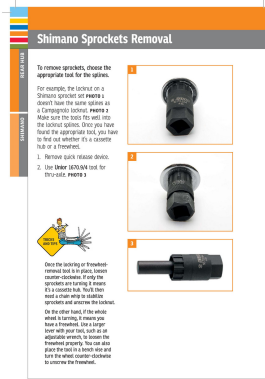 Shimano Sprockets Removal
REAR HUB
SHIMANO
To remove sprockets, choose the
appropriate tool for the splines.
For example, the locknut on a
Shimano sprocket set PHOTO 1
doesn't have the same splines as
a Campagnolo locknut. PHOTO 2
Make sure the tools fits well into
the locknut splines. Once you have
found the appropriate tool, you have
to find out whether it's a cassette
hub or a freewheel.
1. Remove quick release device.
2. Use Unior 1670.9/4 tool for
thru-axle. PHOTO 3
TRICKS
AND TIPS
Once the lockring or freewheel-
removal tool is in place, loosen
counter-clockwise. If only the
sprockets are turning it means
it's a cassette hub. You'll then
need a chain whip to stabilize
sprockets and unscrew the locknut.
On the other hand, if the whole
wheel is turning, it means you
have a freewheel. Use a larger
lever with your tool, such as an
adjustable wrench, to loosen the
freewheel properly. You can also
place the tool in a bench vise and
turn the wheel counter-clockwise
to unscrew the freewheel.
1
2
3